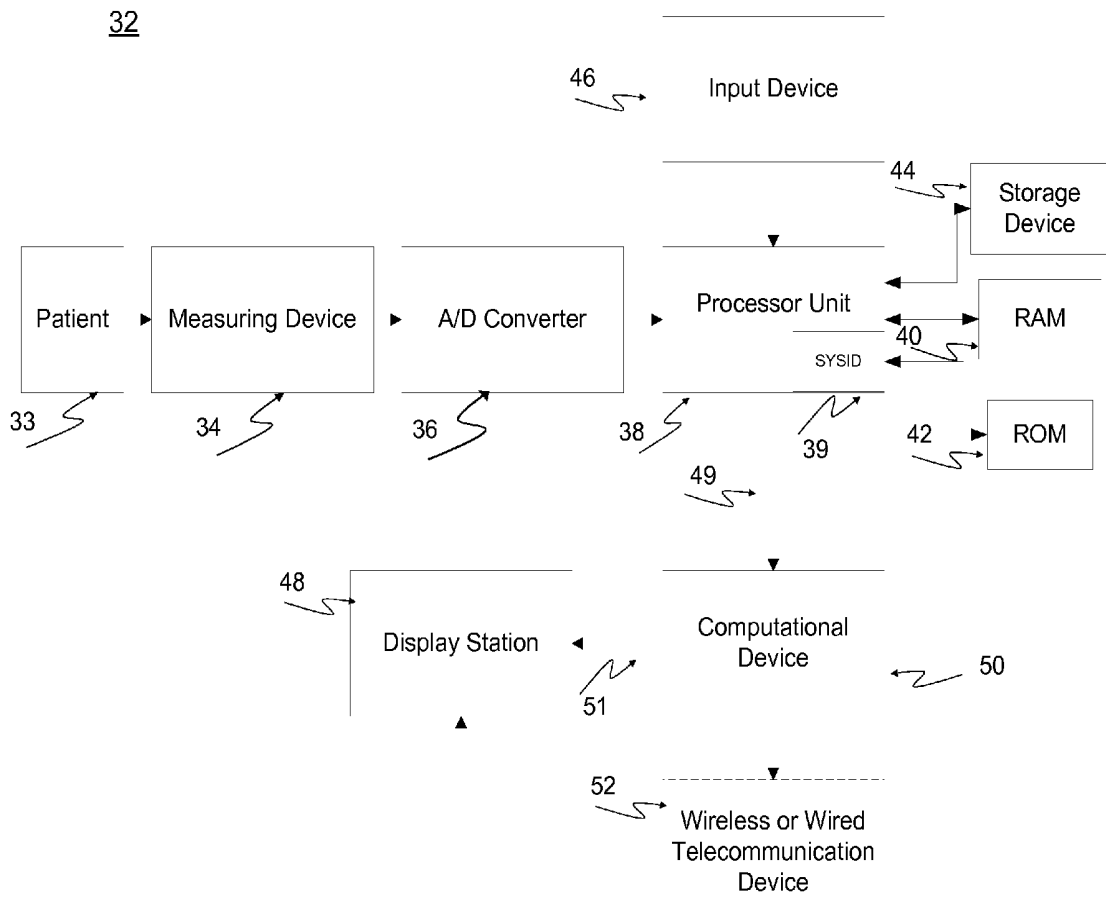 32
46
Input Device
44
Storage
Device
Patient
Measuring Device
A/D Converter
Processor Unit
RAM
40
SYSID
33
34
36
38
39
42
ROM
49
48
Display Station
Computational
Device
51
50
52
Wireless or Wired
Telecommunication
Device